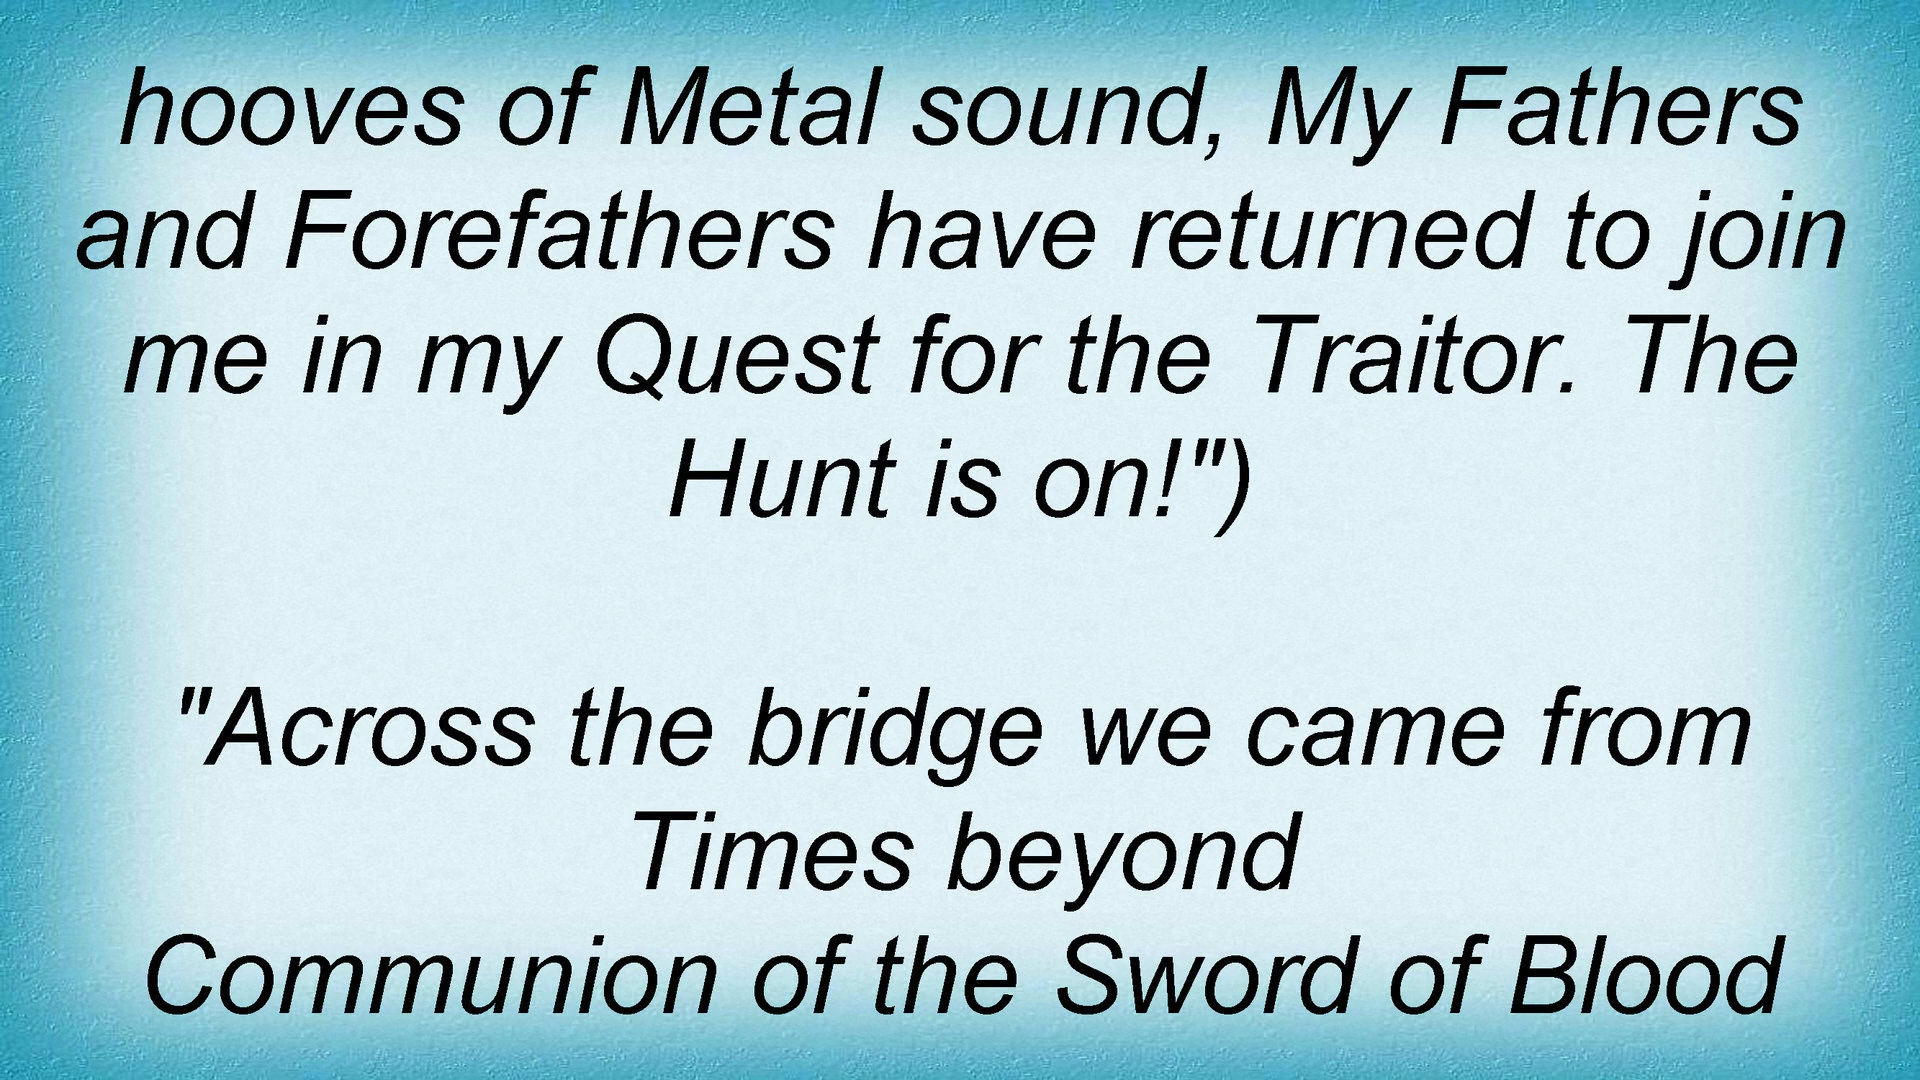 hooves of Metal sound, My Fathers
and Forefathers have returned to join
me in my Quest for the Traitor. The
Hunt is on!")
"Across the bridge we came from
Times beyond
Communion of the Sword of Blood